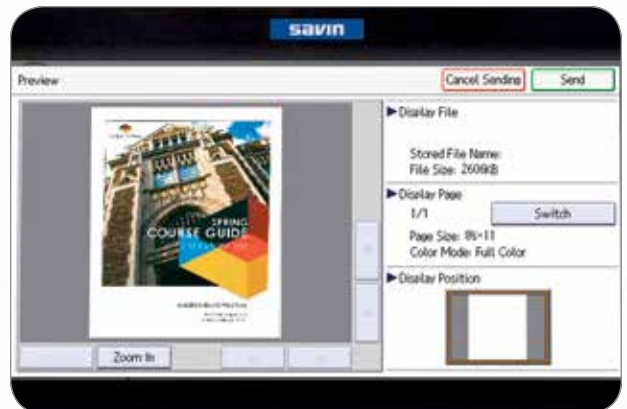 savin
Preview
Cancel Sending
Send
Display File
Stored File Name:
File Size: 2606KB
Display Page
1/1
Switch
Page Size: 8½×11
Color Mode: Full Color
Display Position
SPRING
COURSE GUIDE
Zoom In